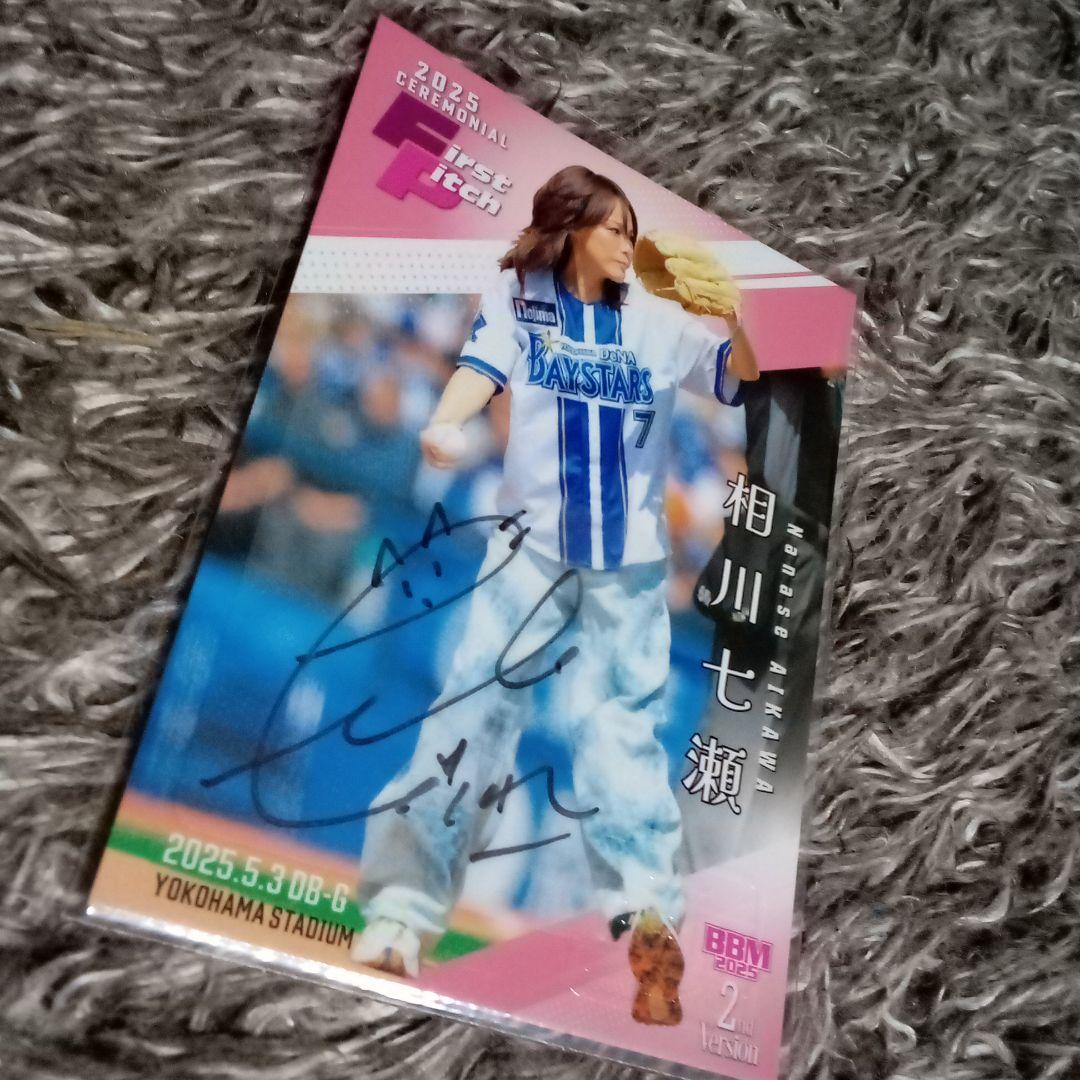 2025
CEREMONIAL
First
Pitch
nojima
YOKOHAMA DeNA
BAYSTARS
7
相川七瀬
Nanase AIKAWA
2025.5.3 DB-G
YOKOHAMA STADIUM
BBM
2025
2nd
Version